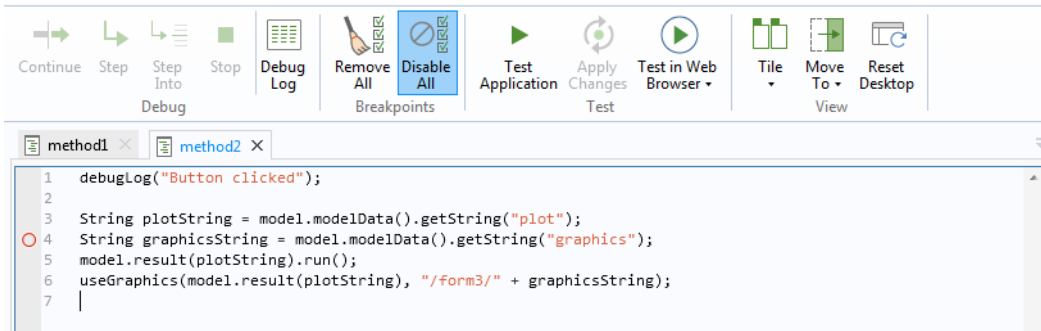 Continue Step Step Into Stop Debug Log Remove All Disable All Test Application Apply Changes Test in Web Browser Tile Move To Reset Desktop
Debug Breakpoints Test View
method1 method2
1 debugLog("Button clicked");
2
3 String plotString = model.modelData().getString("plot");
4 String graphicsString = model.modelData().getString("graphics");
5 model.result(plotString).run();
6 useGraphics(model.result(plotString), "/form3/" + graphicsString);
7